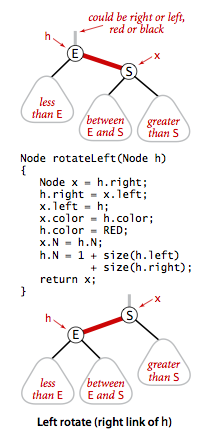 could be right or left,
red or black
h
E
x
S
less
than E
between
E and S
greater
than S
Node rotateLeft(Node h)
{
   Node x = h.right;
   h.right = x.left;
   x.left = h;
   x.color = h.color;
   h.color = RED;
   x.N = h.N;
   h.N = 1 + size(h.left)
           + size(h.right);
   return x;
}
x
h
S
E
greater
than S
less
than E
between
E and S
Left rotate (right link of h)